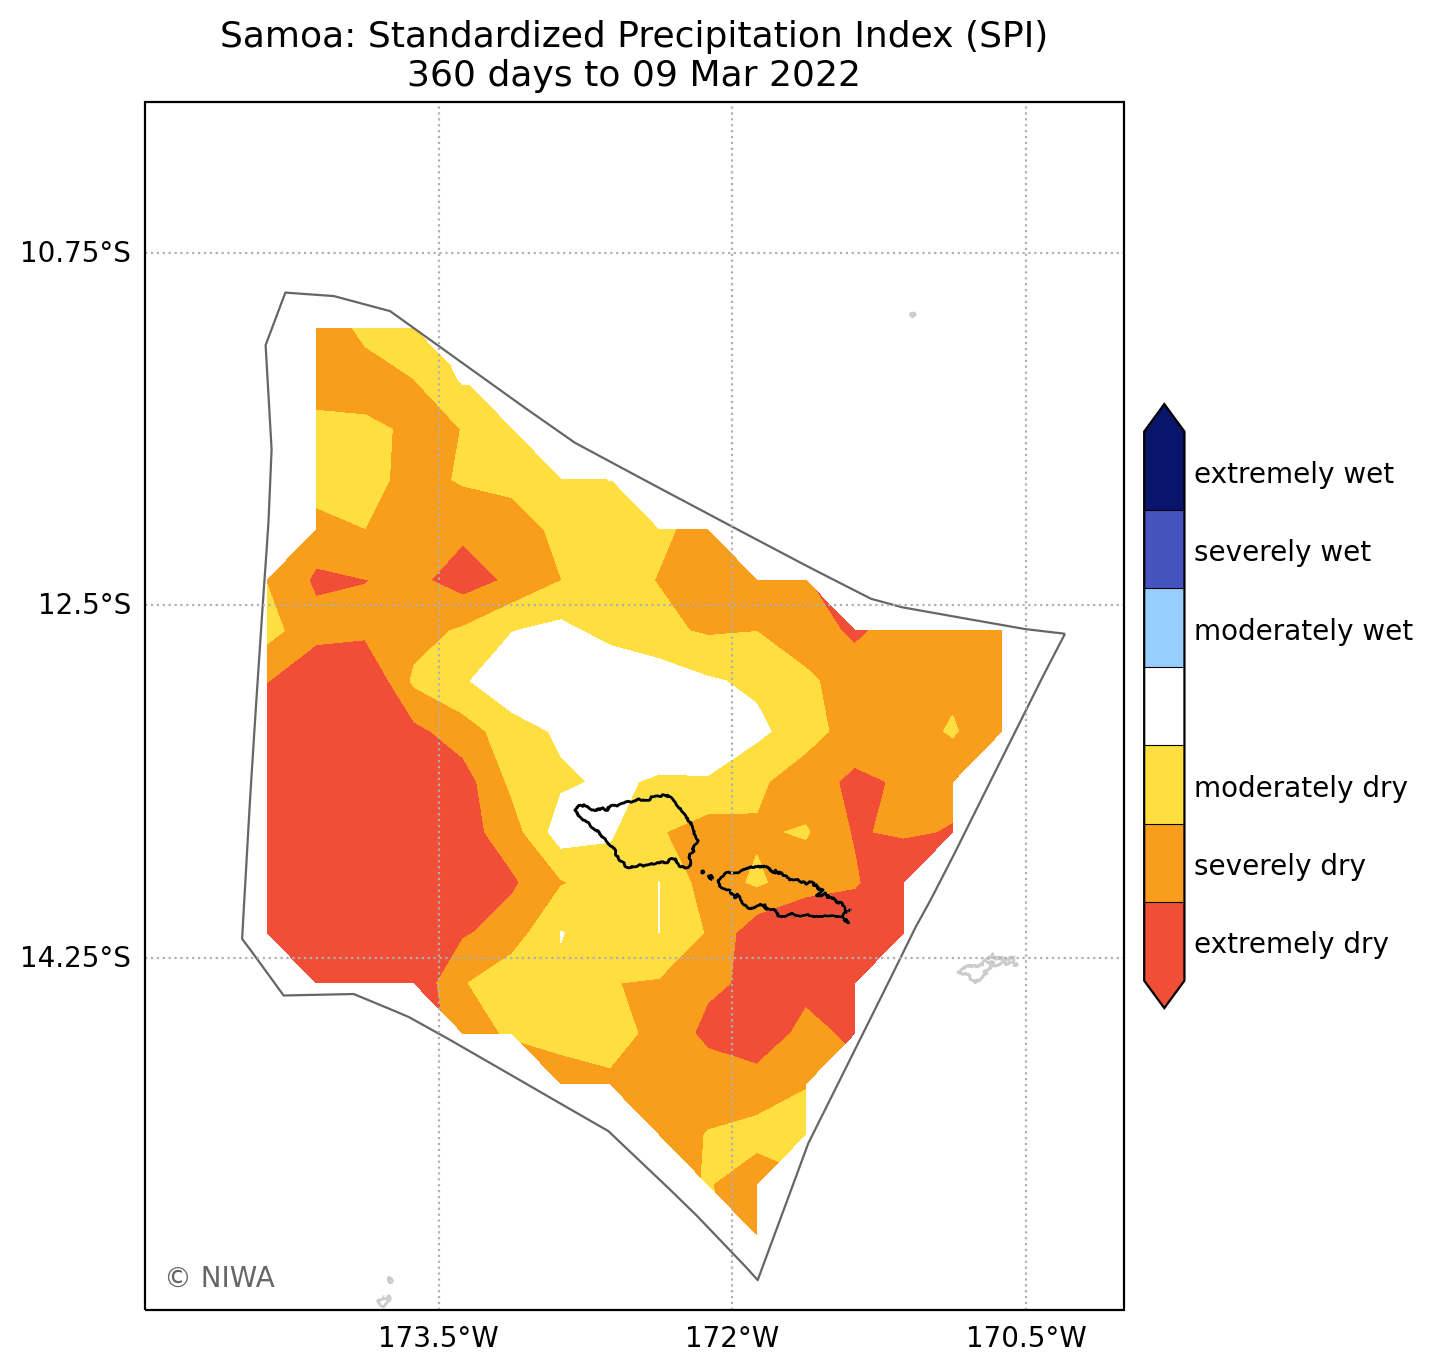 Samoa: Standardized Precipitation Index (SPI)
360 days to 09 Mar 2022
10.75°S
12.5°S
14.25°S
173.5°W
172°W
170.5°W
extremely wet
severely wet
moderately wet
moderately dry
severely dry
extremely dry
© NIWA